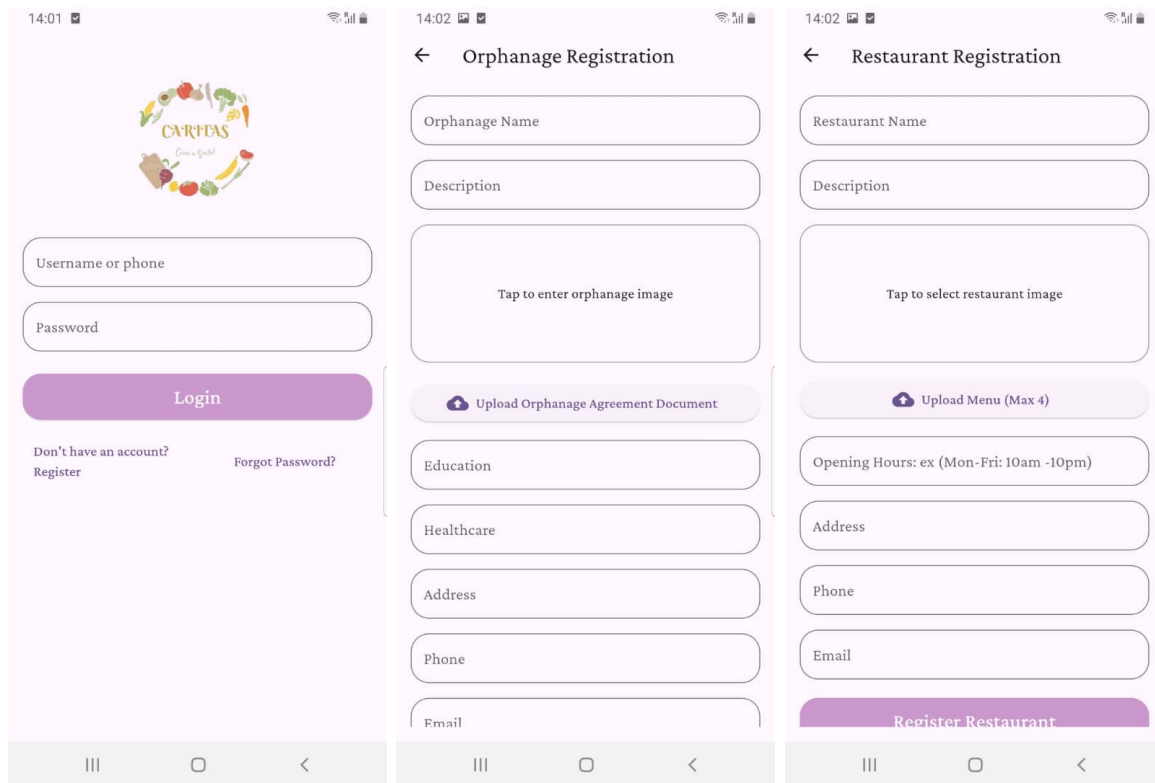 14:01
CARITAS
Give a Smile!
Username or phone
Password
Login
Don't have an account?
Register
Forgot Password?
14:02
Orphanage Registration
Orphanage Name
Description
Tap to enter orphanage image
Upload Orphanage Agreement Document
Education
Healthcare
Address
Phone
Email
14:02
Restaurant Registration
Restaurant Name
Description
Tap to select restaurant image
Upload Menu (Max 4)
Opening Hours: ex (Mon-Fri: 10am -10pm)
Address
Phone
Email
Register Restaurant